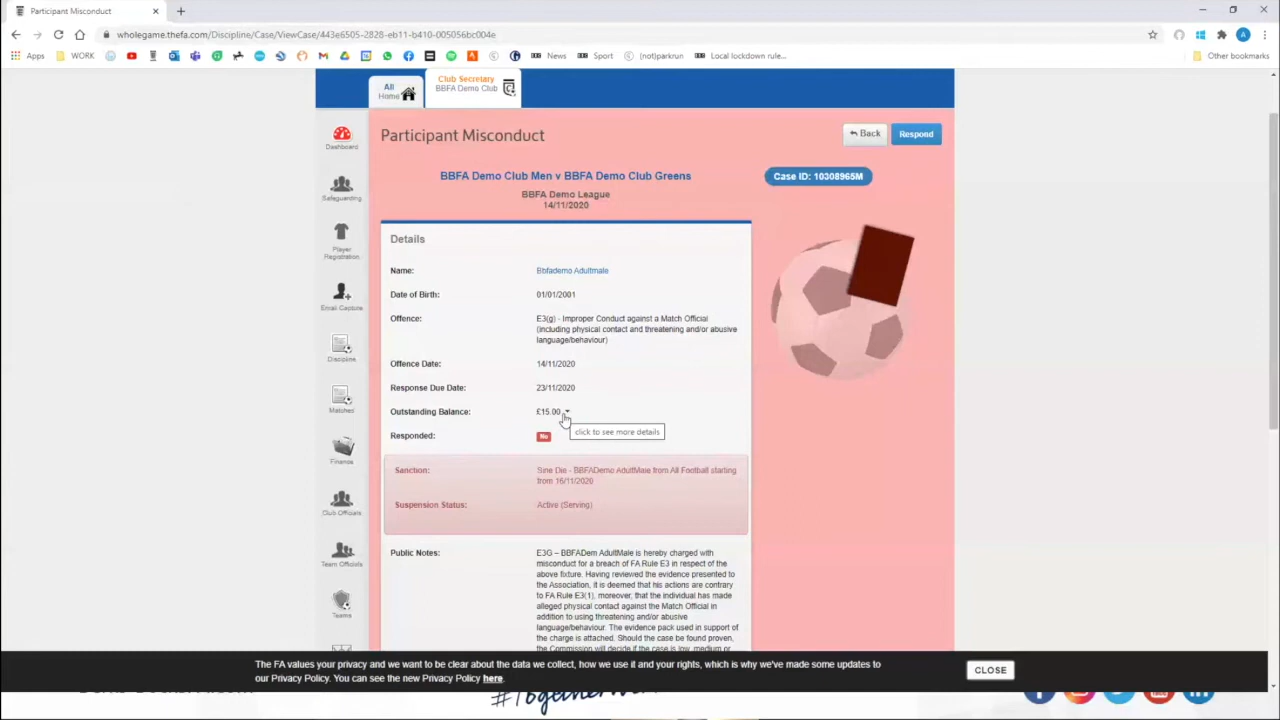 Participant Misconduct
wholegame.thefa.com/Discipline/Case/ViewCase/443e6505-2828-eb11-b410-005056bc004e
Apps WORK News Sport (not)parkrun Local lockdown rule... Other bookmarks
All
Home
Club Secretary
BBFA Demo Club
Dashboard
Safeguarding
Player
Registration
Email Capture
Discipline
Matches
Finance
Club Officials
Team Officials
Teams
Participant Misconduct
Back
Respond
BBFA Demo Club Men v BBFA Demo Club Greens
BBFA Demo League
14/11/2020
Case ID: 10308965M
Details
Name: Bbfademo Adultmale
Date of Birth: 01/01/2001
Offence: E3(g) - Improper Conduct against a Match Official
(including physical contact and threatening and/or abusive
language/behaviour)
Offence Date: 14/11/2020
Response Due Date: 23/11/2020
Outstanding Balance: £15.00
click to see more details
Responded: No
Sanction: Sine Die - BBFADemo AdultMale from All Football starting
from 16/11/2020
Suspension Status: Active (Serving)
Public Notes: E3G – BBFADem AdultMale is hereby charged with
misconduct for a breach of FA Rule E3 in respect of the
above fixture. Having reviewed the evidence presented to
the Association, it is deemed that his actions are contrary
to FA Rule E3(1), moreover, that the individual has made
alleged physical contact against the Match Official in
addition to using threatening and/or abusive
language/behaviour. The evidence pack used in support of
the charge is attached. Should the case be found proven,
the Commission will decide if the case is low, medium or
The FA values your privacy and we want to be clear about the data we collect, how we use it and your rights, which is why we've made some updates to
our Privacy Policy. You can see the new Privacy Policy here.
CLOSE